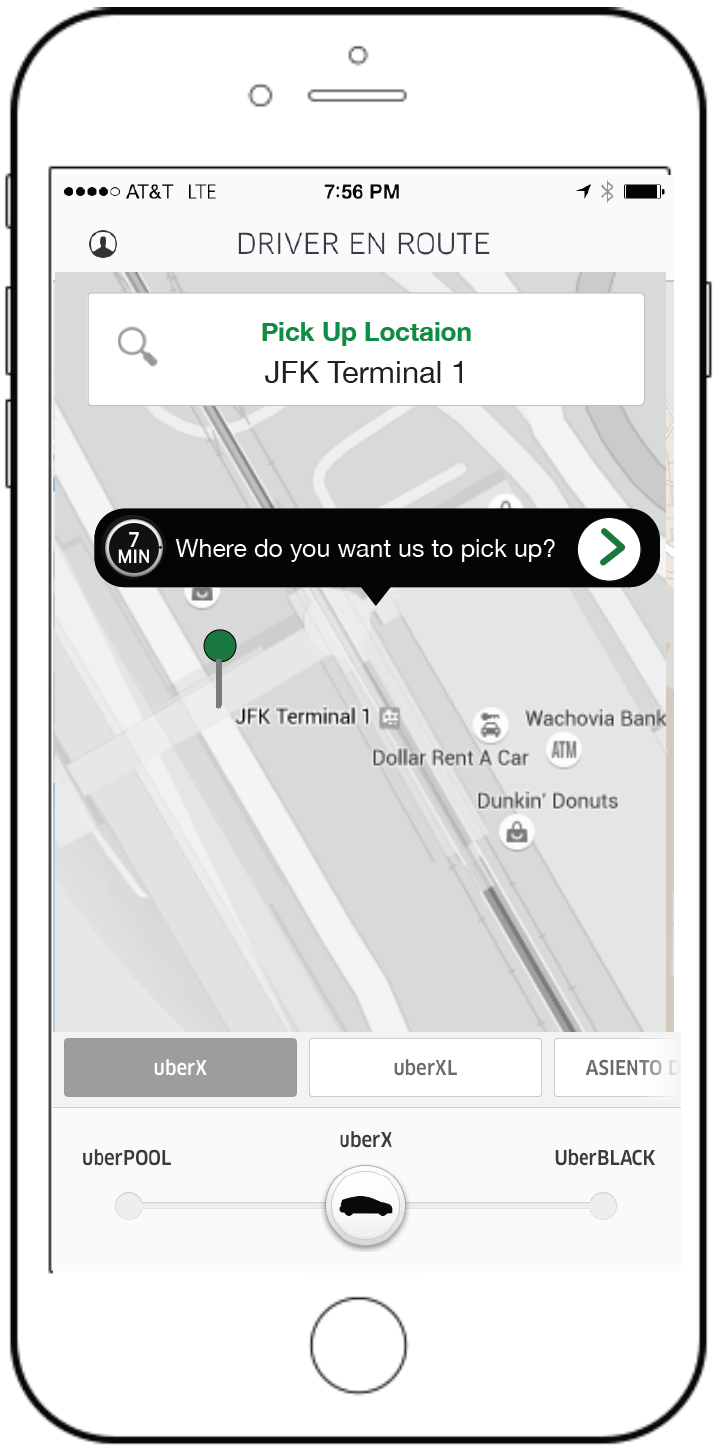 AT&T LTE 7:56 PM
DRIVER EN ROUTE
Pick Up Loctaion
JFK Terminal 1
7
MIN
Where do you want us to pick up?
JFK Terminal 1
Wachovia Bank
ATM
Dollar Rent A Car
Dunkin' Donuts
uberX
uberXL
ASIENTO D
uberPOOL
uberX
UberBLACK